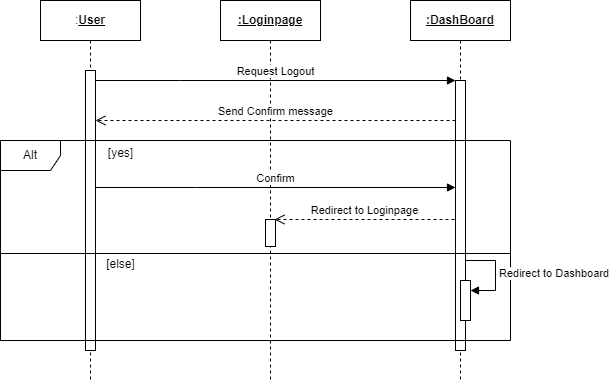 :User
:Loginpage
:DashBoard
Request Logout
Send Confirm message
Alt
[yes]
Confirm
Redirect to Loginpage
[else]
Redirect to Dashboard